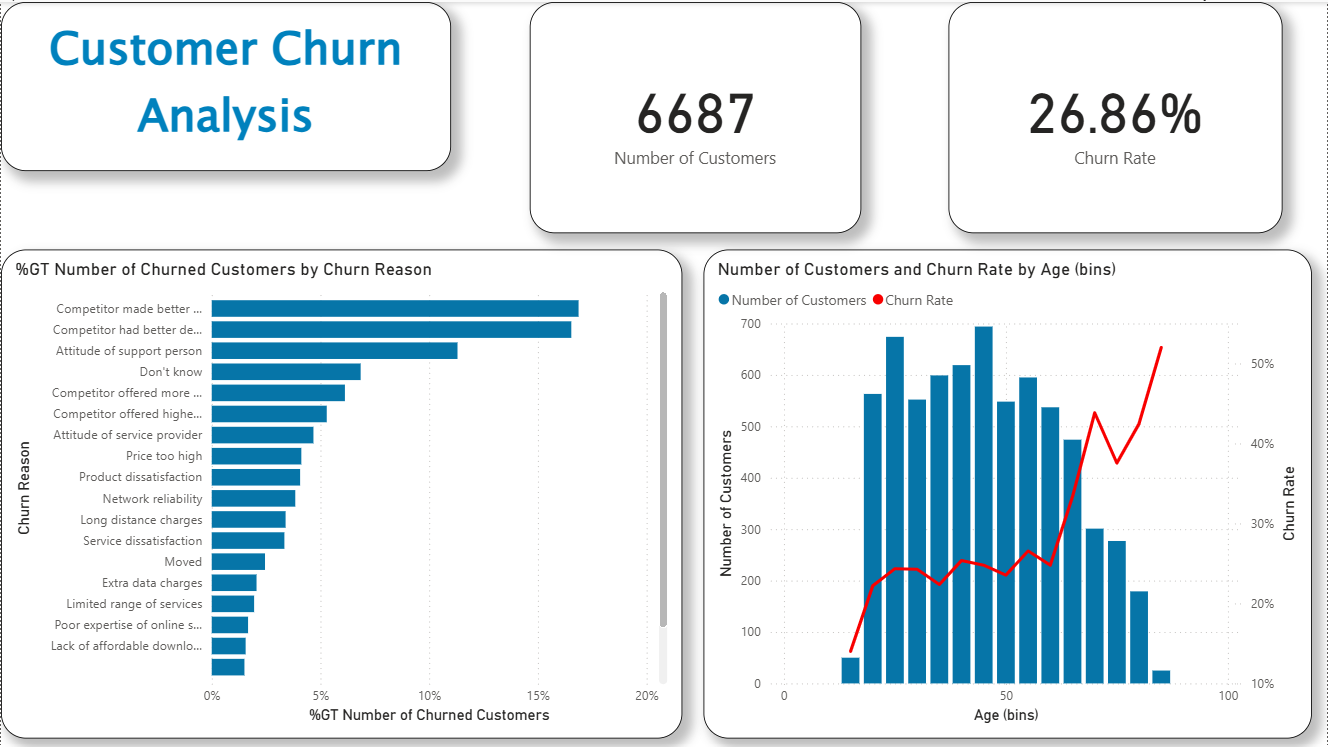 Customer Churn
Analysis
6687
Number of Customers
26.86%
Churn Rate
%GT Number of Churned Customers by Churn Reason
Churn Reason
Competitor made better ...
Competitor had better de...
Attitude of support person
Don't know
Competitor offered more ...
Competitor offered highe...
Attitude of service provider
Price too high
Product dissatisfaction
Network reliability
Long distance charges
Service dissatisfaction
Moved
Extra data charges
Limited range of services
Poor expertise of online s...
Lack of affordable downlo...
0% 5% 10% 15% 20%
%GT Number of Churned Customers
Number of Customers and Churn Rate by Age (bins)
Number of Customers Churn Rate
Number of Customers
700
600
500
400
300
200
100
0
50%
40%
30%
20%
10%
Churn Rate
0 50 100
Age (bins)